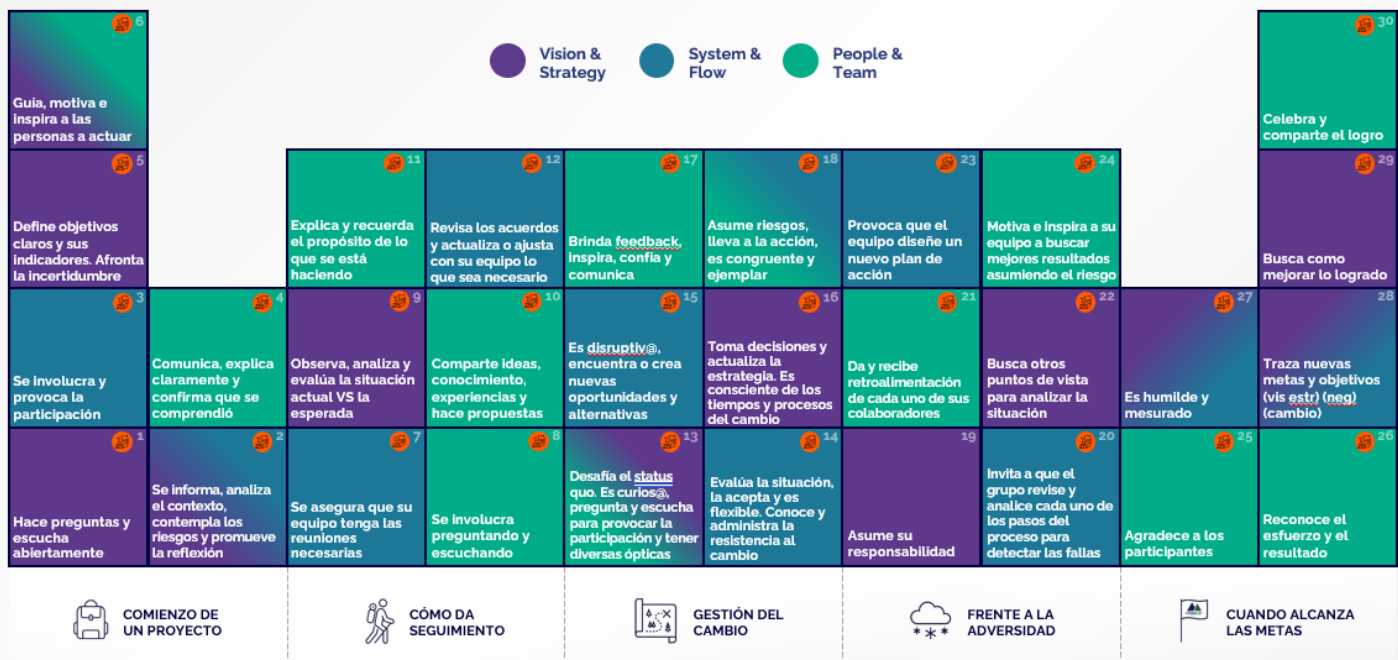 Vision &
Strategy
System &
Flow
People &
Team
6
Guía, motiva e
inspira a las
personas a actuar
30
Celebra y
comparte el logro
5
Define objetivos
claros y sus
indicadores. Afronta
la incertidumbre
11
Explica y recuerda
el propósito de lo
que se está
haciendo
12
Revisa los acuerdos
y actualiza o ajusta
con su equipo lo
que sea necesario
17
Brinda feedback,
inspira, confía y
comunica
18
Asume riesgos,
lleva a la acción,
es congruente y
ejemplar
23
Provoca que el
equipo diseñe un
nuevo plan de
acción
24
Motiva e inspira a su
equipo a buscar
mejores resultados
asumiendo el riesgo
29
Busca como
mejorar lo logrado
3
Se involucra y
provoca la
participación
4
Comunica, explica
claramente y
confirma que se
comprendió
9
Observa, analiza y
evalúa la situación
actual VS la
esperada
10
Comparte ideas,
conocimiento,
experiencias y
hace propuestas
15
Es disruptiv@,
encuentra o crea
nuevas
oportunidades y
alternativas
16
Toma decisiones y
actualiza la
estrategia. Es
consciente de los
tiempos y procesos
del cambio
21
Da y recibe
retroalimentación
de cada uno de sus
colaboradores
22
Busca otros
puntos de vista
para analizar la
situación
27
Es humilde y
mesurado
28
Traza nuevas
metas y objetivos
(vis estr) (neg)
(cambio)
1
Hace preguntas y
escucha
abiertamente
2
Se informa, analiza
el contexto,
contempla los
riesgos y promueve
la reflexión
7
Se asegura que su
equipo tenga las
reuniones
necesarias
8
Se involucra
preguntando y
escuchando
13
Desafía el status
quo. Es curios@,
pregunta y escucha
para provocar la
participación y tener
diversas ópticas
14
Evalúa la situación,
la acepta y es
flexible. Conoce y
administra la
resistencia al
cambio
19
Asume su
responsabilidad
20
Invita a que el
grupo revise y
analice cada uno de
los pasos del
proceso para
detectar las fallas
25
Agradece a los
participantes
26
Reconoce el
esfuerzo y el
resultado
COMIENZO DE
UN PROYECTO
CÓMO DA
SEGUIMIENTO
GESTIÓN DEL
CAMBIO
FRENTE A LA
ADVERSIDAD
CUANDO ALCANZA
LAS METAS